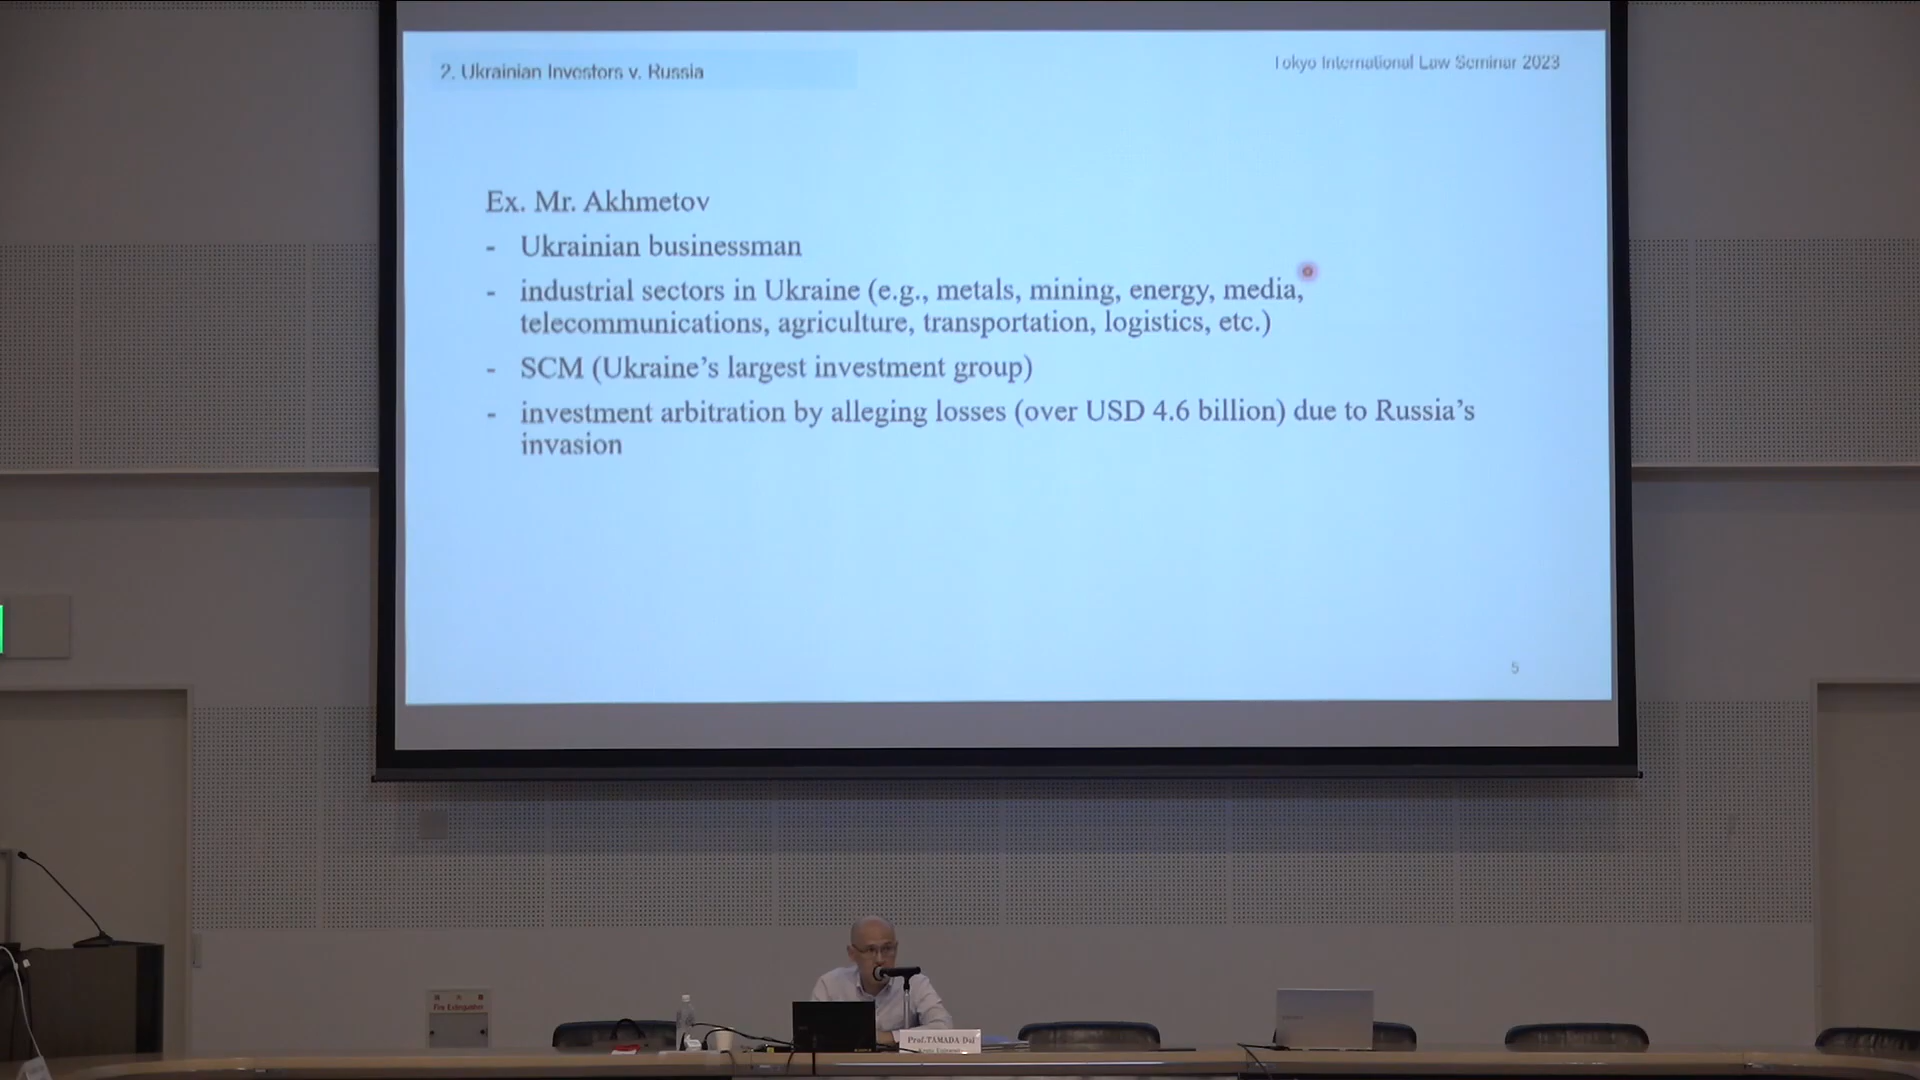 2. Ukrainian Investors v. Russia
Tokyo International Law Seminar 2023
Ex. Mr. Akhmetov
- Ukrainian businessman
- industrial sectors in Ukraine (e.g., metals, mining, energy, media,
telecommunications, agriculture, transportation, logistics, etc.)
- SCM (Ukraine’s largest investment group)
- investment arbitration by alleging losses (over USD 4.6 billion) due to Russia’s
invasion
5
Fire Extinguisher
Prof.TAMADA Dai